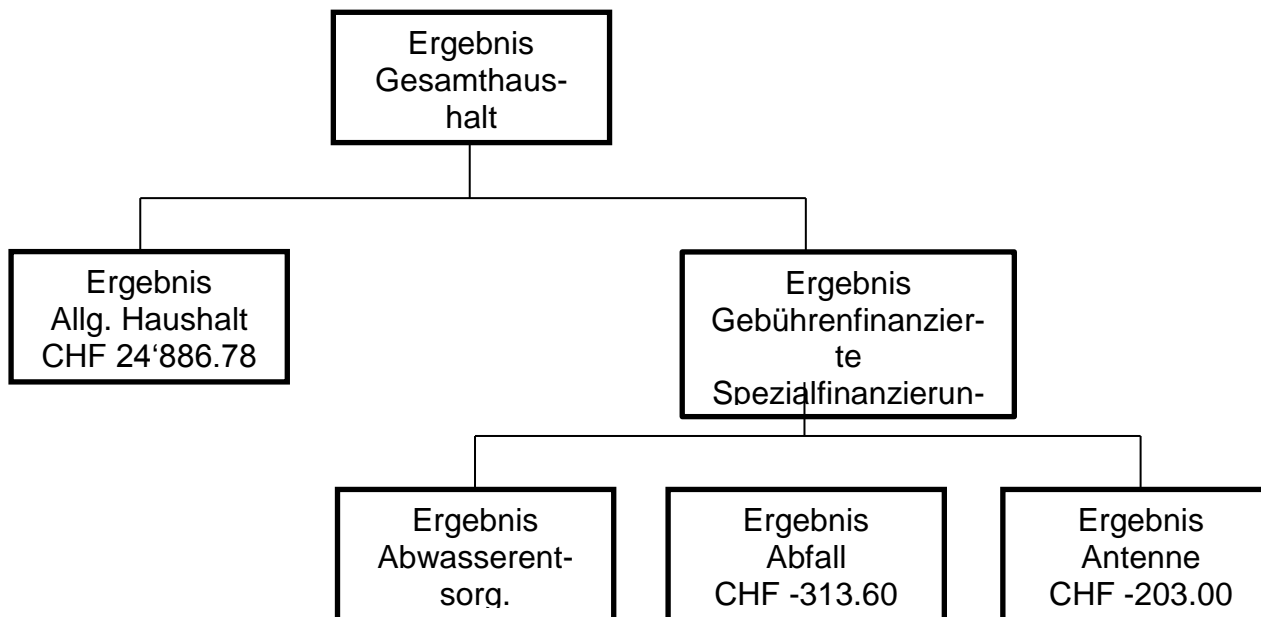 Ergebnis
Gesamthaus-
halt
Ergebnis
Allg. Haushalt
CHF 24‘886.78
Ergebnis
Gebührenfinanzier-
te
Spezialfinanzierun-
Ergebnis
Abwasserent-
sorg.
Ergebnis
Abfall
CHF -313.60
Ergebnis
Antenne
CHF -203.00